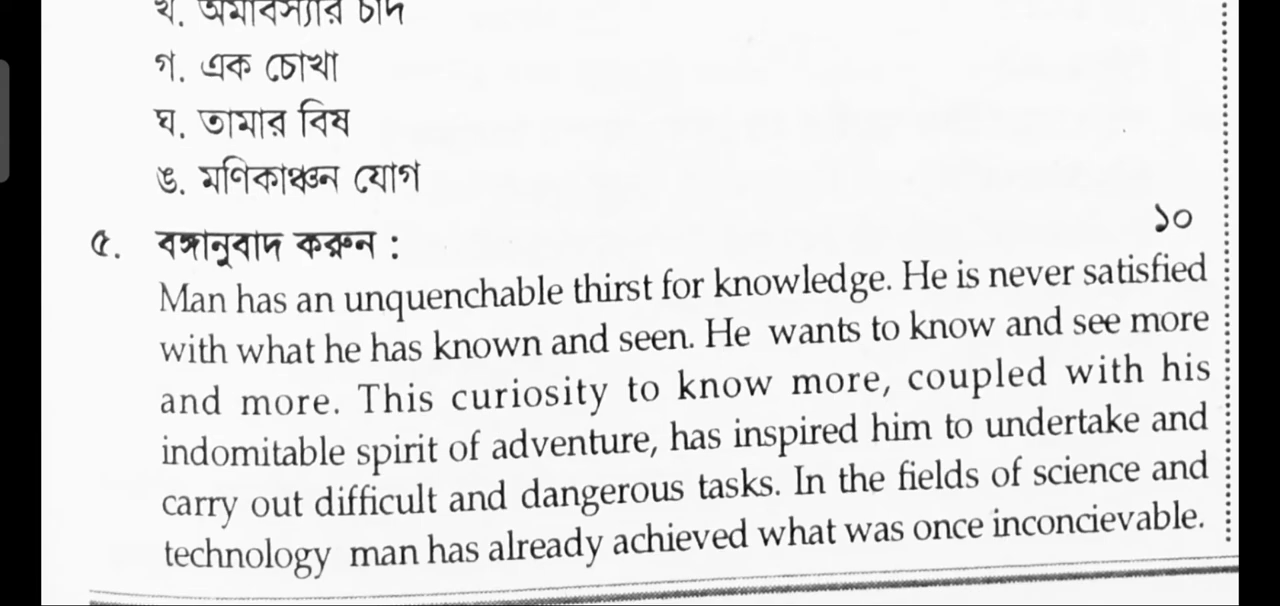 খ. অমাবস্যার চাঁদ
গ. এক চোখা
ঘ. তামার বিষ
ঙ. মণিকাঞ্চন যোগ
৫. বঙ্গানুবাদ করুন : ১০
Man has an unquenchable thirst for knowledge. He is never satisfied
with what he has known and seen. He wants to know and see more
and more. This curiosity to know more, coupled with his
indomitable spirit of adventure, has inspired him to undertake and
carry out difficult and dangerous tasks. In the fields of science and
technology man has already achieved what was once inconcievable.